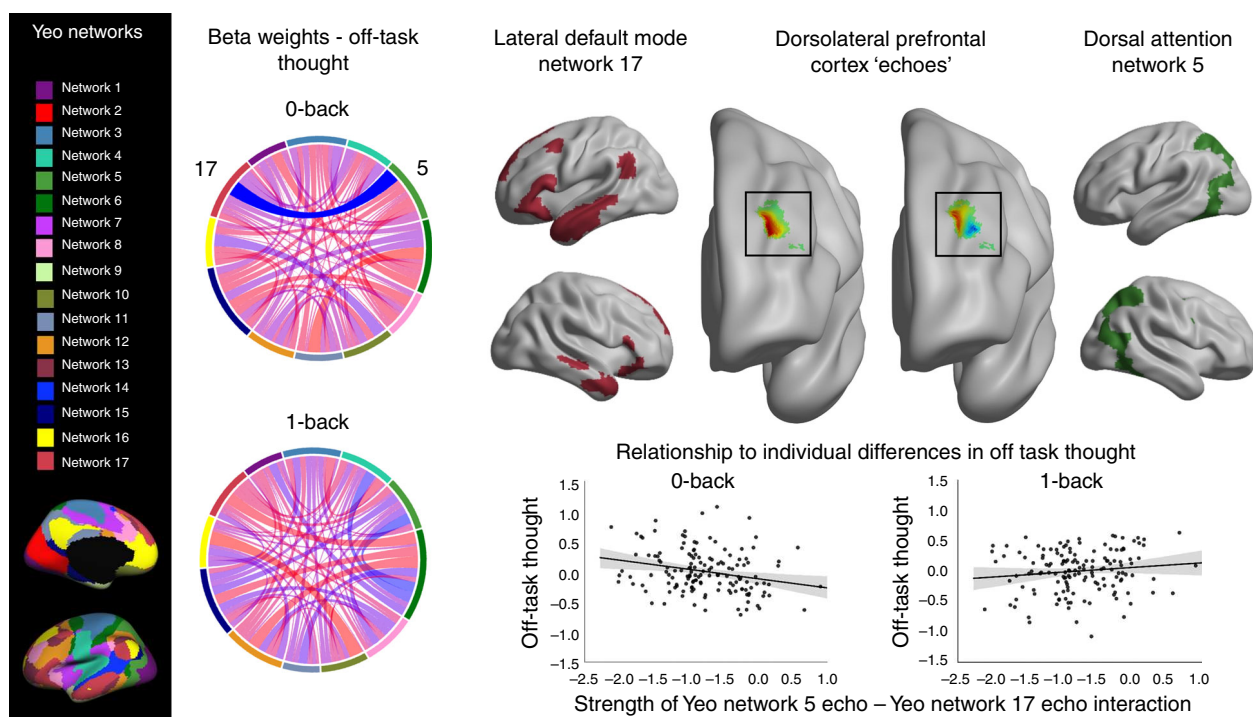 Yeo networks
Network 1
Network 2
Network 3
Network 4
Network 5
Network 6
Network 7
Network 8
Network 9
Network 10
Network 11
Network 12
Network 13
Network 14
Network 15
Network 16
Network 17
Beta weights - off-task
thought
0-back
17
5
1-back
Lateral default mode
network 17
Dorsolateral prefrontal
cortex ‘echoes’
Dorsal attention
network 5
Relationship to individual differences in off task thought
0-back
Off-task thought
1.5
1.0
0.5
0.0
−0.5
−1.0
−1.5
−2.5 −2.0 −1.5 −1.0 −0.5 0.0 0.5 1.0
1-back
Off-task thought
1.5
1.0
0.5
0.0
−0.5
−1.0
−1.5
−2.5 −2.0 −1.5 −1.0 −0.5 0.0 0.5 1.0
Strength of Yeo network 5 echo – Yeo network 17 echo interaction